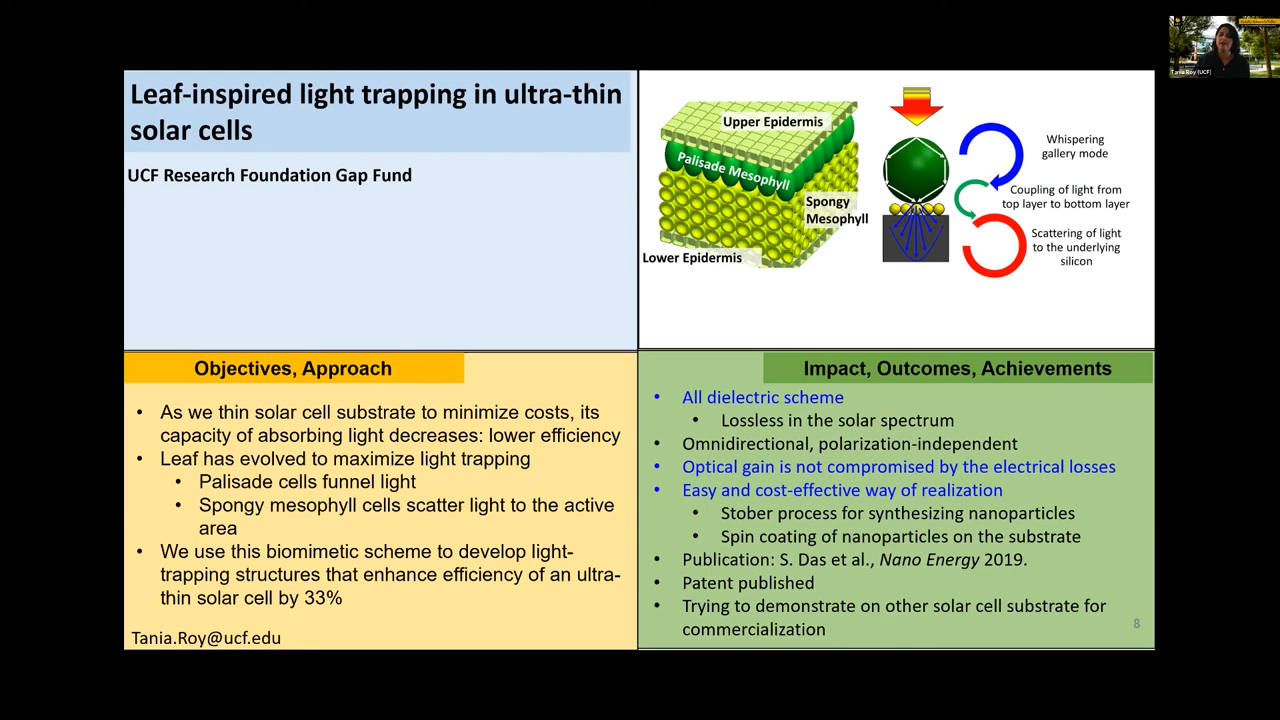 Leaf-inspired light trapping in ultra-thin
solar cells
UCF Research Foundation Gap Fund
Upper Epidermis
Palisade Mesophyll
Spongy
Mesophyll
Lower Epidermis
Whispering
gallery mode
Coupling of light from
top layer to bottom layer
Scattering of light
to the underlying
silicon
Tania Roy (UCF)
Objectives, Approach
• As we thin solar cell substrate to minimize costs, its
capacity of absorbing light decreases: lower efficiency
• Leaf has evolved to maximize light trapping
• Palisade cells funnel light
• Spongy mesophyll cells scatter light to the active
area
• We use this biomimetic scheme to develop light-
trapping structures that enhance efficiency of an ultra-
thin solar cell by 33%
Tania.Roy@ucf.edu
Impact, Outcomes, Achievements
• All dielectric scheme
• Lossless in the solar spectrum
• Omnidirectional, polarization-independent
• Optical gain is not compromised by the electrical losses
• Easy and cost-effective way of realization
• Stober process for synthesizing nanoparticles
• Spin coating of nanoparticles on the substrate
• Publication: S. Das et al., Nano Energy 2019.
• Patent published
• Trying to demonstrate on other solar cell substrate for
commercialization
8